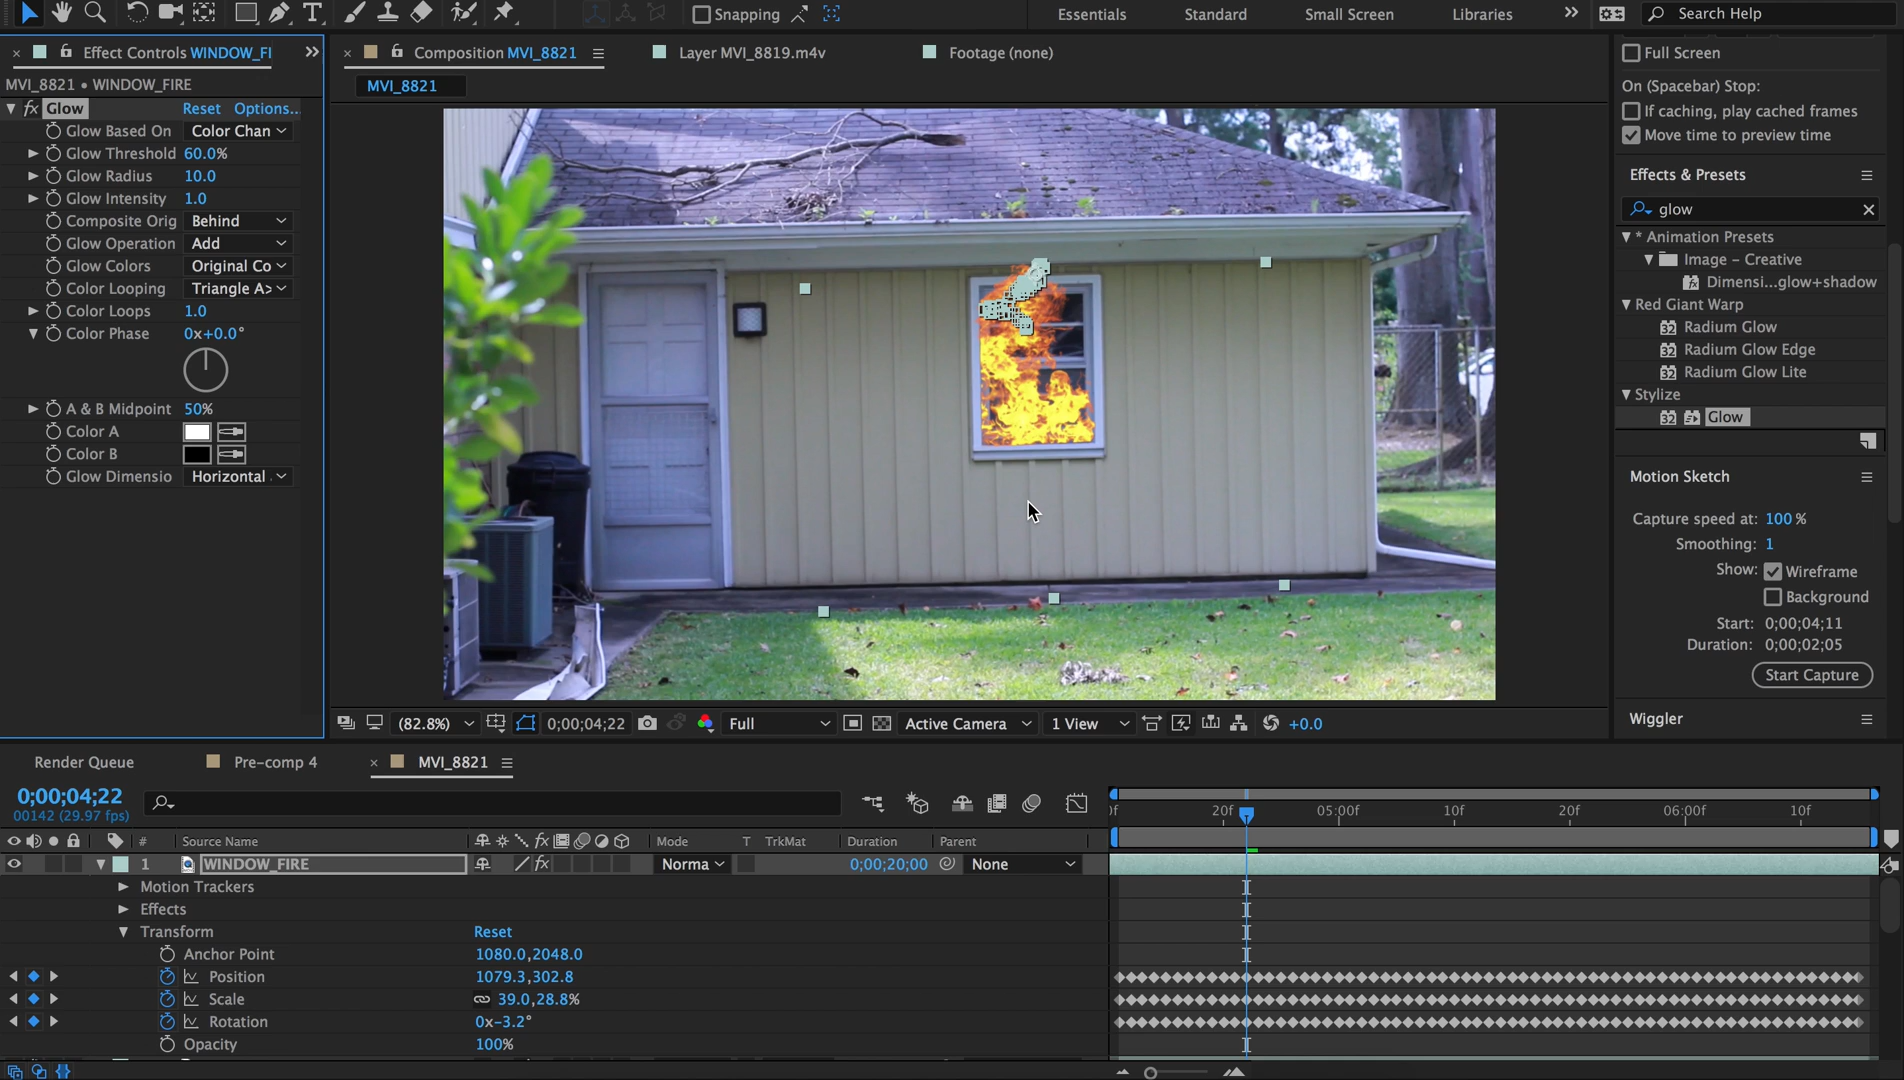 Snapping
Essentials
Standard
Small Screen
Libraries
Search Help
Effect Controls WINDOW_FI
MVI_8821 • WINDOW_FIRE
fx Glow
Reset
Options...
Glow Based On
Color Chan
Glow Threshold
60.0%
Glow Radius
10.0
Glow Intensity
1.0
Composite Orig
Behind
Glow Operation
Add
Glow Colors
Original Co
Color Looping
Triangle A>
Color Loops
1.0
Color Phase
0x+0.0°
A & B Midpoint
50%
Color A
Color B
Glow Dimensio
Horizontal
Composition MVI_8821
Layer MVI_8819.m4v
Footage (none)
MVI_8821
(82.8%)
0;00;04;22
Full
Active Camera
1 View
+0.0
Full Screen
On (Spacebar) Stop:
If caching, play cached frames
Move time to preview time
Effects & Presets
glow
* Animation Presets
Image – Creative
Dimensi...glow+shadow
Red Giant Warp
32 Radium Glow
32 Radium Glow Edge
32 Radium Glow Lite
Stylize
32 Glow
Motion Sketch
Capture speed at: 100 %
Smoothing: 1
Show: Wireframe
Background
Start: 0;00;04;11
Duration: 0;00;02;05
Start Capture
Wiggler
Render Queue
Pre-comp 4
MVI_8821
0;00;04;22
00142 (29.97 fps)
20f
05:00f
10f
20f
06:00f
10f
#
Source Name
fx
Mode
T
TrkMat
Duration
Parent
1
WINDOW_FIRE
fx
Norma
0;00;20;00
None
Motion Trackers
Effects
Transform
Reset
Anchor Point
1080.0,2048.0
Position
1079.3,302.8
Scale
39.0,28.8%
Rotation
0x-3.2°
Opacity
100%